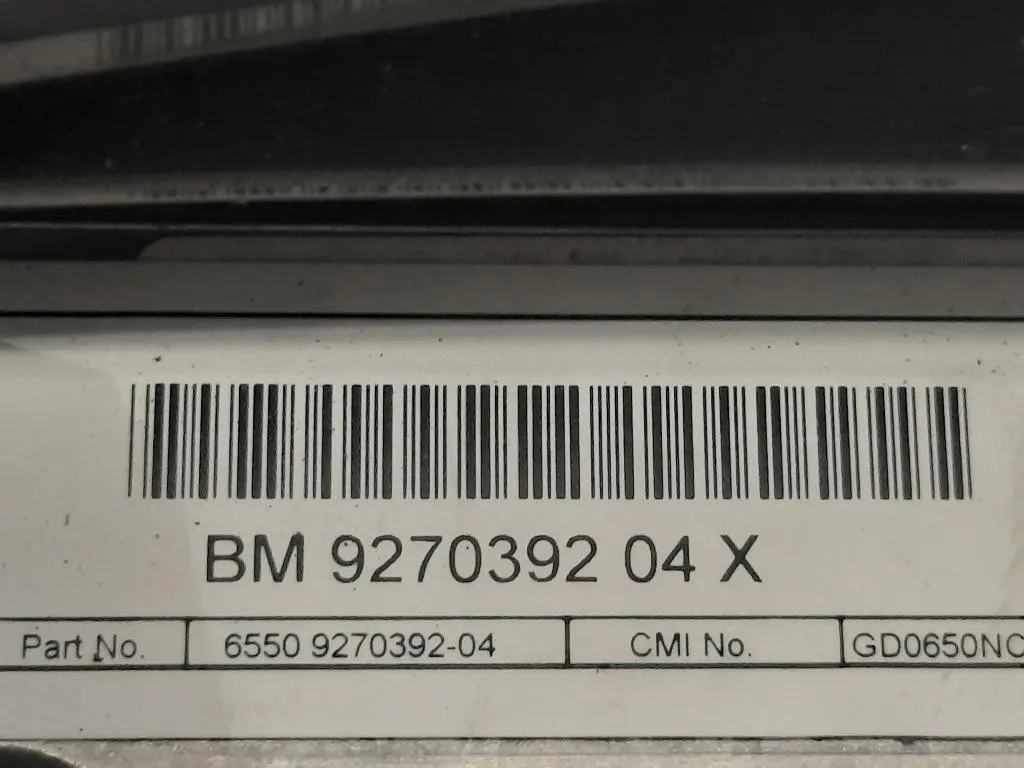 BM 9270392 04 X
Part No. 6550 9270392-04 CMI No. GD0650NC